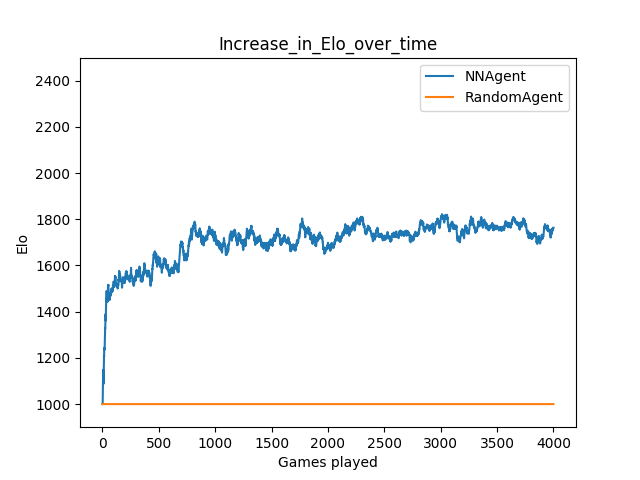 Increase_in_Elo_over_time
NNAgent
RandomAgent
2400
2200
2000
1800
1600
1400
1200
1000
Elo
0 500 1000 1500 2000 2500 3000 3500 4000
Games played